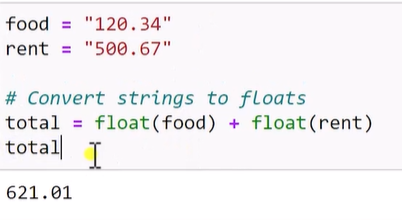 food = "120.34"
rent = "500.67"
# Convert strings to floats
total = float(food) + float(rent)
total
621.01